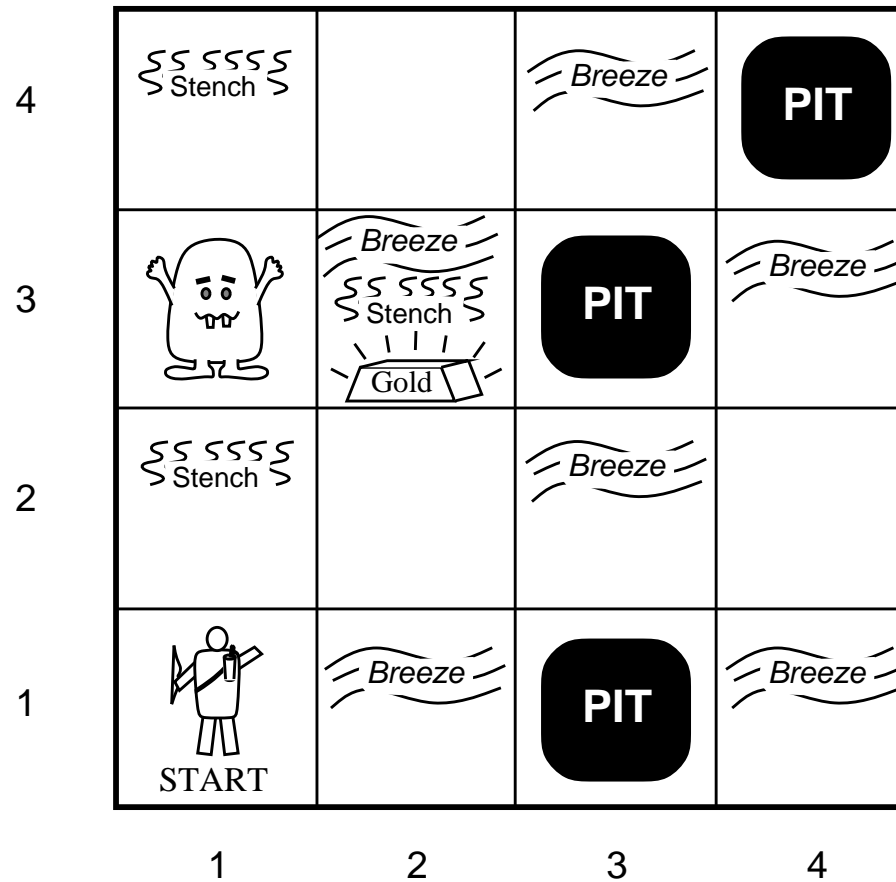 4 Stench Breeze PIT
Breeze
3 Stench PIT Breeze
Gold
2 Stench Breeze
1 Breeze PIT Breeze
START
1 2 3 4